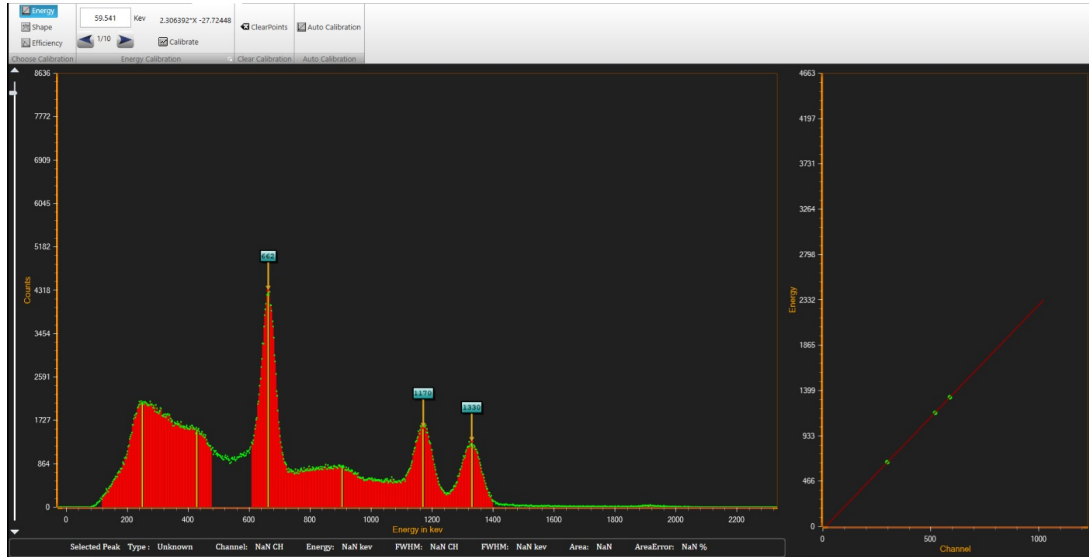 Energy
Shape
Efficiency
Choose Calibration
59.541 Kev 2.306392*X -27.72448
1/10 Calibrate
Energy Calibration
ClearPoints
Clear Calibration
Auto Calibration
Auto Calibration
8636
7772
6909
6045
5182
4318
3454
2591
1727
864
0
Counts
662
1170
1330
0 200 400 600 800 1000 1200 1400 1600 1800 2000 2200
Energy in kev
4663
4197
3731
3264
2798
2332
1865
1399
933
466
0
Energy
0 500 1000
Channel
Selected Peak Type : Unknown Channel: NaN CH Energy: NaN kev FWHM: NaN CH FWHM: NaN kev Area: NaN AreaError: NaN %